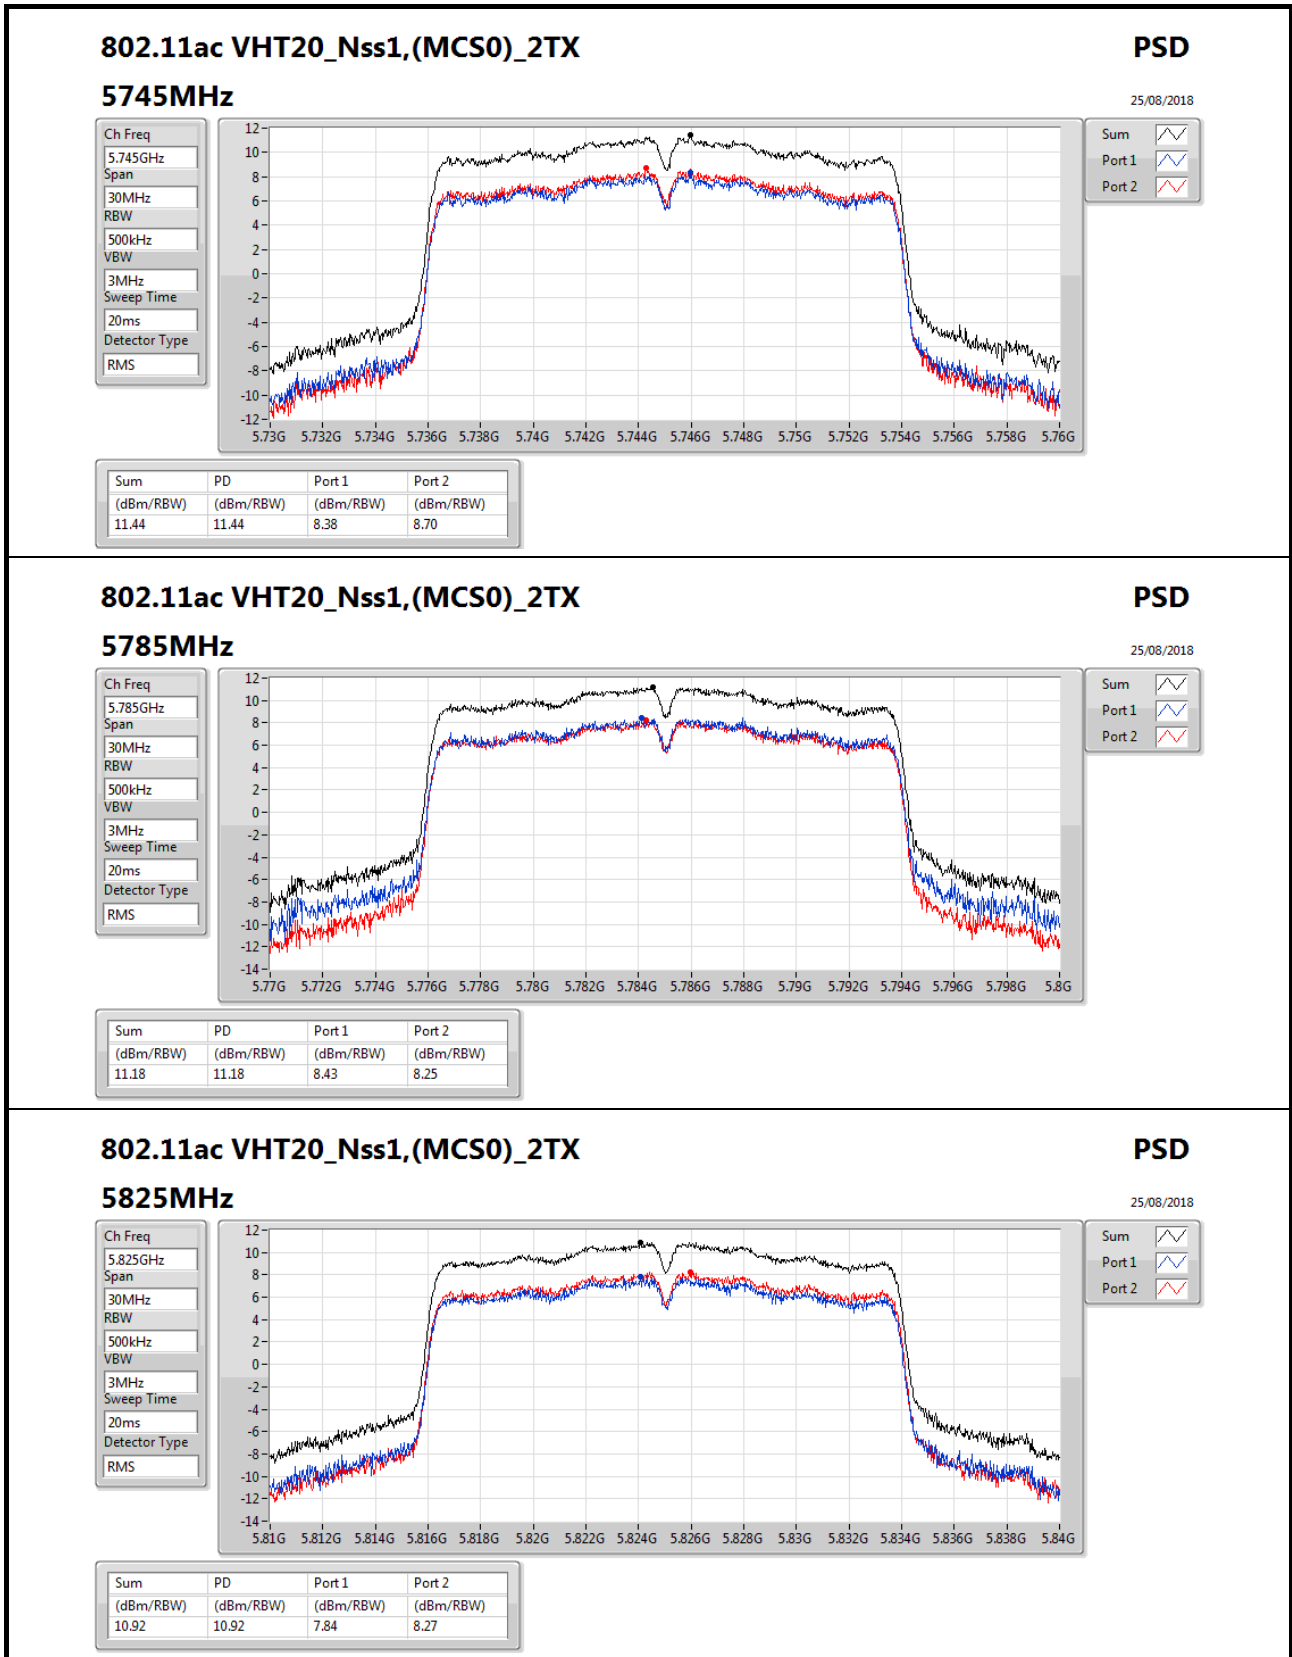 802.11ac VHT20_Nss1,(MCS0)_2TX PSD
5745MHz 25/08/2018
Ch Freq
5.745GHz
Span
30MHz
RBW
500kHz
VBW
3MHz
Sweep Time
20ms
Detector Type
RMS
12
10
8
6
4
2
0
-2
-4
-6
-8
-10
-12
5.73G 5.732G 5.734G 5.736G 5.738G 5.74G 5.742G 5.744G 5.746G 5.748G 5.75G 5.752G 5.754G 5.756G 5.758G 5.76G
Sum
Port 1
Port 2
Sum PD Port 1 Port 2
(dBm/RBW) (dBm/RBW) (dBm/RBW) (dBm/RBW)
11.44 11.44 8.38 8.70
802.11ac VHT20_Nss1,(MCS0)_2TX PSD
5785MHz 25/08/2018
Ch Freq
5.785GHz
Span
30MHz
RBW
500kHz
VBW
3MHz
Sweep Time
20ms
Detector Type
RMS
12
10
8
6
4
2
0
-2
-4
-6
-8
-10
-12
-14
5.77G 5.772G 5.774G 5.776G 5.778G 5.78G 5.782G 5.784G 5.786G 5.788G 5.79G 5.792G 5.794G 5.796G 5.798G 5.8G
Sum
Port 1
Port 2
Sum PD Port 1 Port 2
(dBm/RBW) (dBm/RBW) (dBm/RBW) (dBm/RBW)
11.18 11.18 8.43 8.25
802.11ac VHT20_Nss1,(MCS0)_2TX PSD
5825MHz 25/08/2018
Ch Freq
5.825GHz
Span
30MHz
RBW
500kHz
VBW
3MHz
Sweep Time
20ms
Detector Type
RMS
12
10
8
6
4
2
0
-2
-4
-6
-8
-10
-12
-14
5.81G 5.812G 5.814G 5.816G 5.818G 5.82G 5.822G 5.824G 5.826G 5.828G 5.83G 5.832G 5.834G 5.836G 5.838G 5.84G
Sum
Port 1
Port 2
Sum PD Port 1 Port 2
(dBm/RBW) (dBm/RBW) (dBm/RBW) (dBm/RBW)
10.92 10.92 7.84 8.27